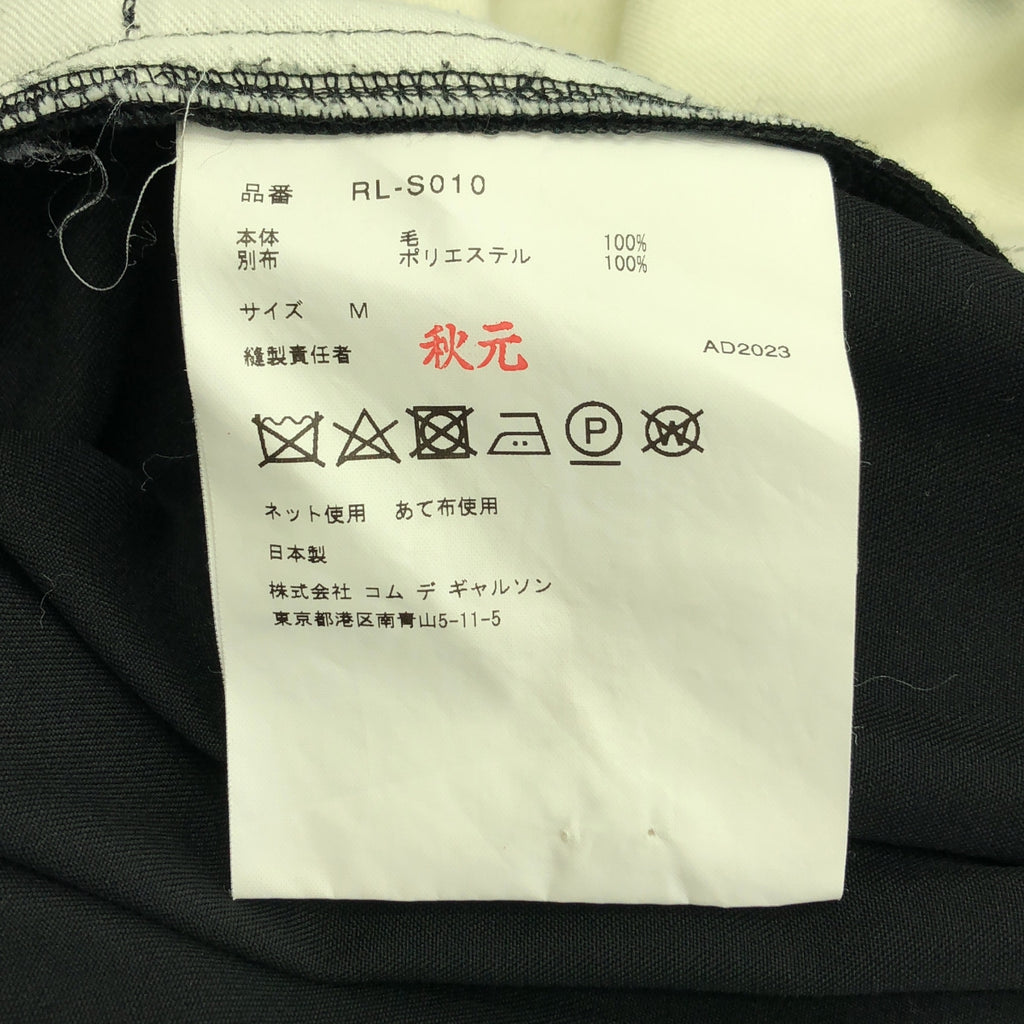 品番 RL-S010
本体 毛 100%
別布 ポリエステル 100%
サイズ M
縫製責任者 秋元 AD2023
P W
ネット使用 あて布使用
日本製
株式会社 コム デ ギャルソン
東京都港区南青山5-11-5